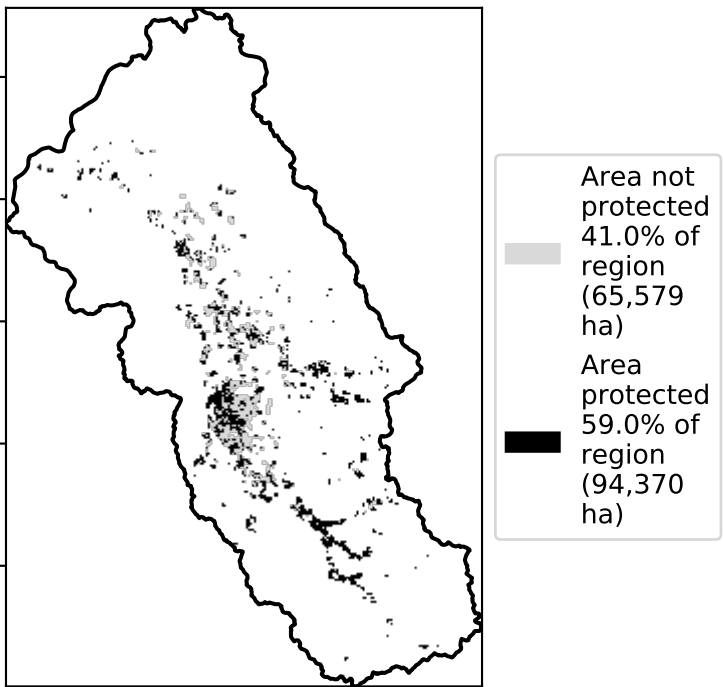 Area not
protected
41.0% of
region
(65,579
ha)
Area
protected
59.0% of
region
(94,370
ha)